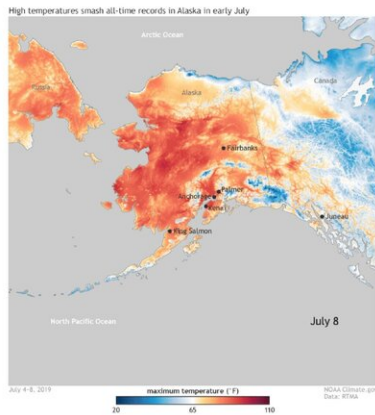 High temperatures smash all-time records in Alaska in early July
Arctic Ocean
Russia
Alaska
Canada
Fairbanks
Palmer
Anchorage
Kenai
Juneau
King Salmon
North Pacific Ocean
July 8
July 4-8, 2019
maximum temperature (°F)
20 65 110
NOAA Climate.gov
Data: RTMA